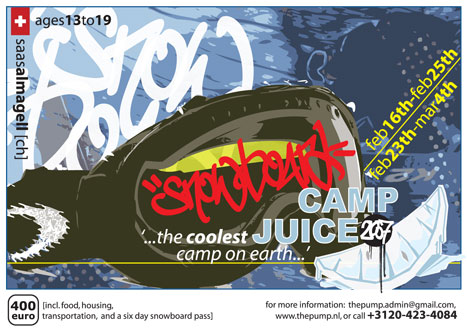 ages13to19
saasalmagell [ch]
Snow
feb16th-feb25th
feb23th-mar4th
"snowboard"
CAMP
JUICE 2007
'...the coolest
camp on earth...'
400
euro
[incl. food, housing,
transportation, and a six day snowboard pass]
for more information: thepump.admin@gmail.com,
www.thepump.nl, or call +3120-423-4084